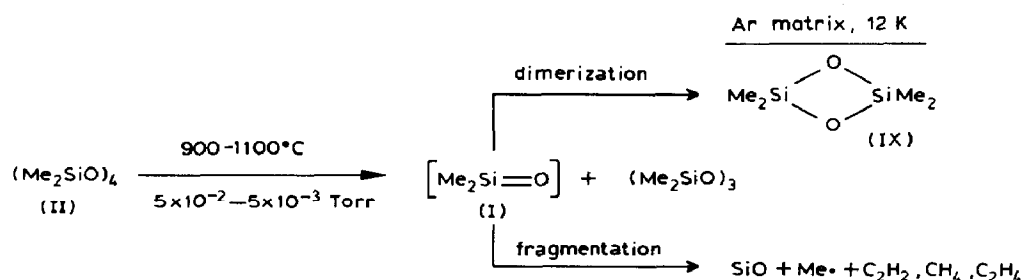 Ar matrix, 12 K
dimerization
O
Me₂Si SiMe₂
O
(IX)
900-1100°C
(Me₂SiO)₄ [Me₂Si=O] + (Me₂SiO)₃
(II) 5×10⁻²—5×10⁻³ Torr (I)
fragmentation
SiO + Me• + C₂H₂, CH₄, C₂H₄